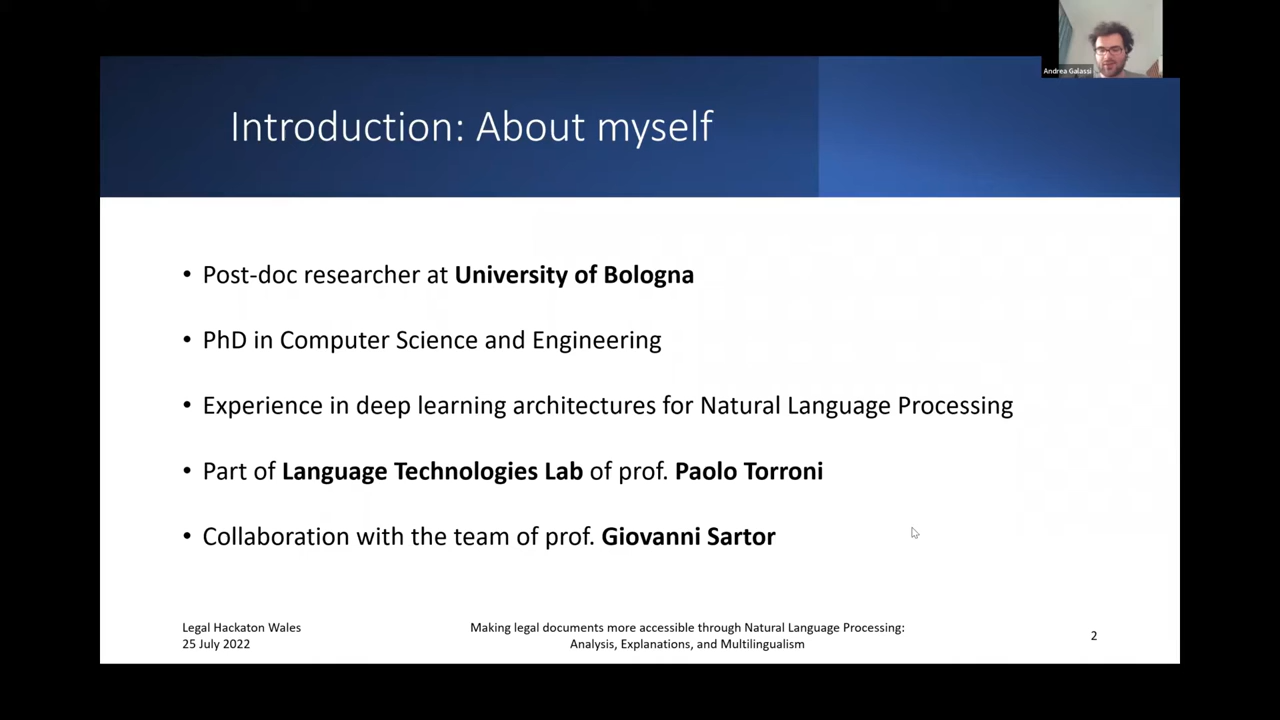 Andrea Galassi
Introduction: About myself
• Post-doc researcher at University of Bologna
• PhD in Computer Science and Engineering
• Experience in deep learning architectures for Natural Language Processing
• Part of Language Technologies Lab of prof. Paolo Torroni
• Collaboration with the team of prof. Giovanni Sartor
Legal Hackaton Wales
25 July 2022
Making legal documents more accessible through Natural Language Processing:
Analysis, Explanations, and Multilingualism
2